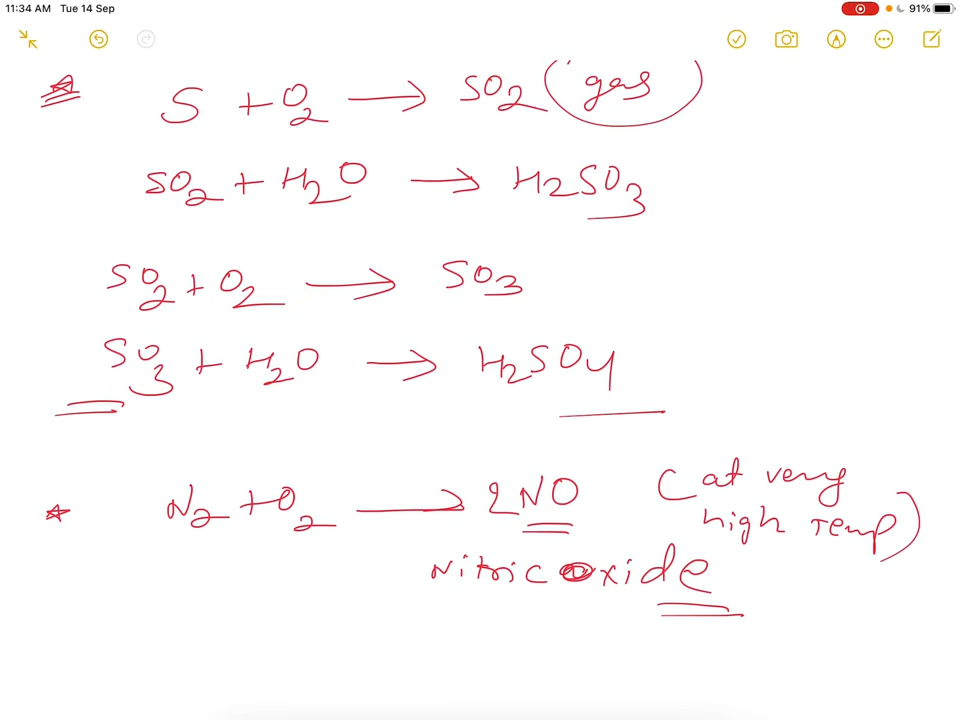 11:34 AM Tue 14 Sep 91%
S + O2 → SO2 (gas)
SO2 + H2O → H2SO3
SO2 + O2 → SO3
SO3 + H2O → H2SO4
N2 + O2 → 2NO (at very
high Temp)
Nitric Oxide